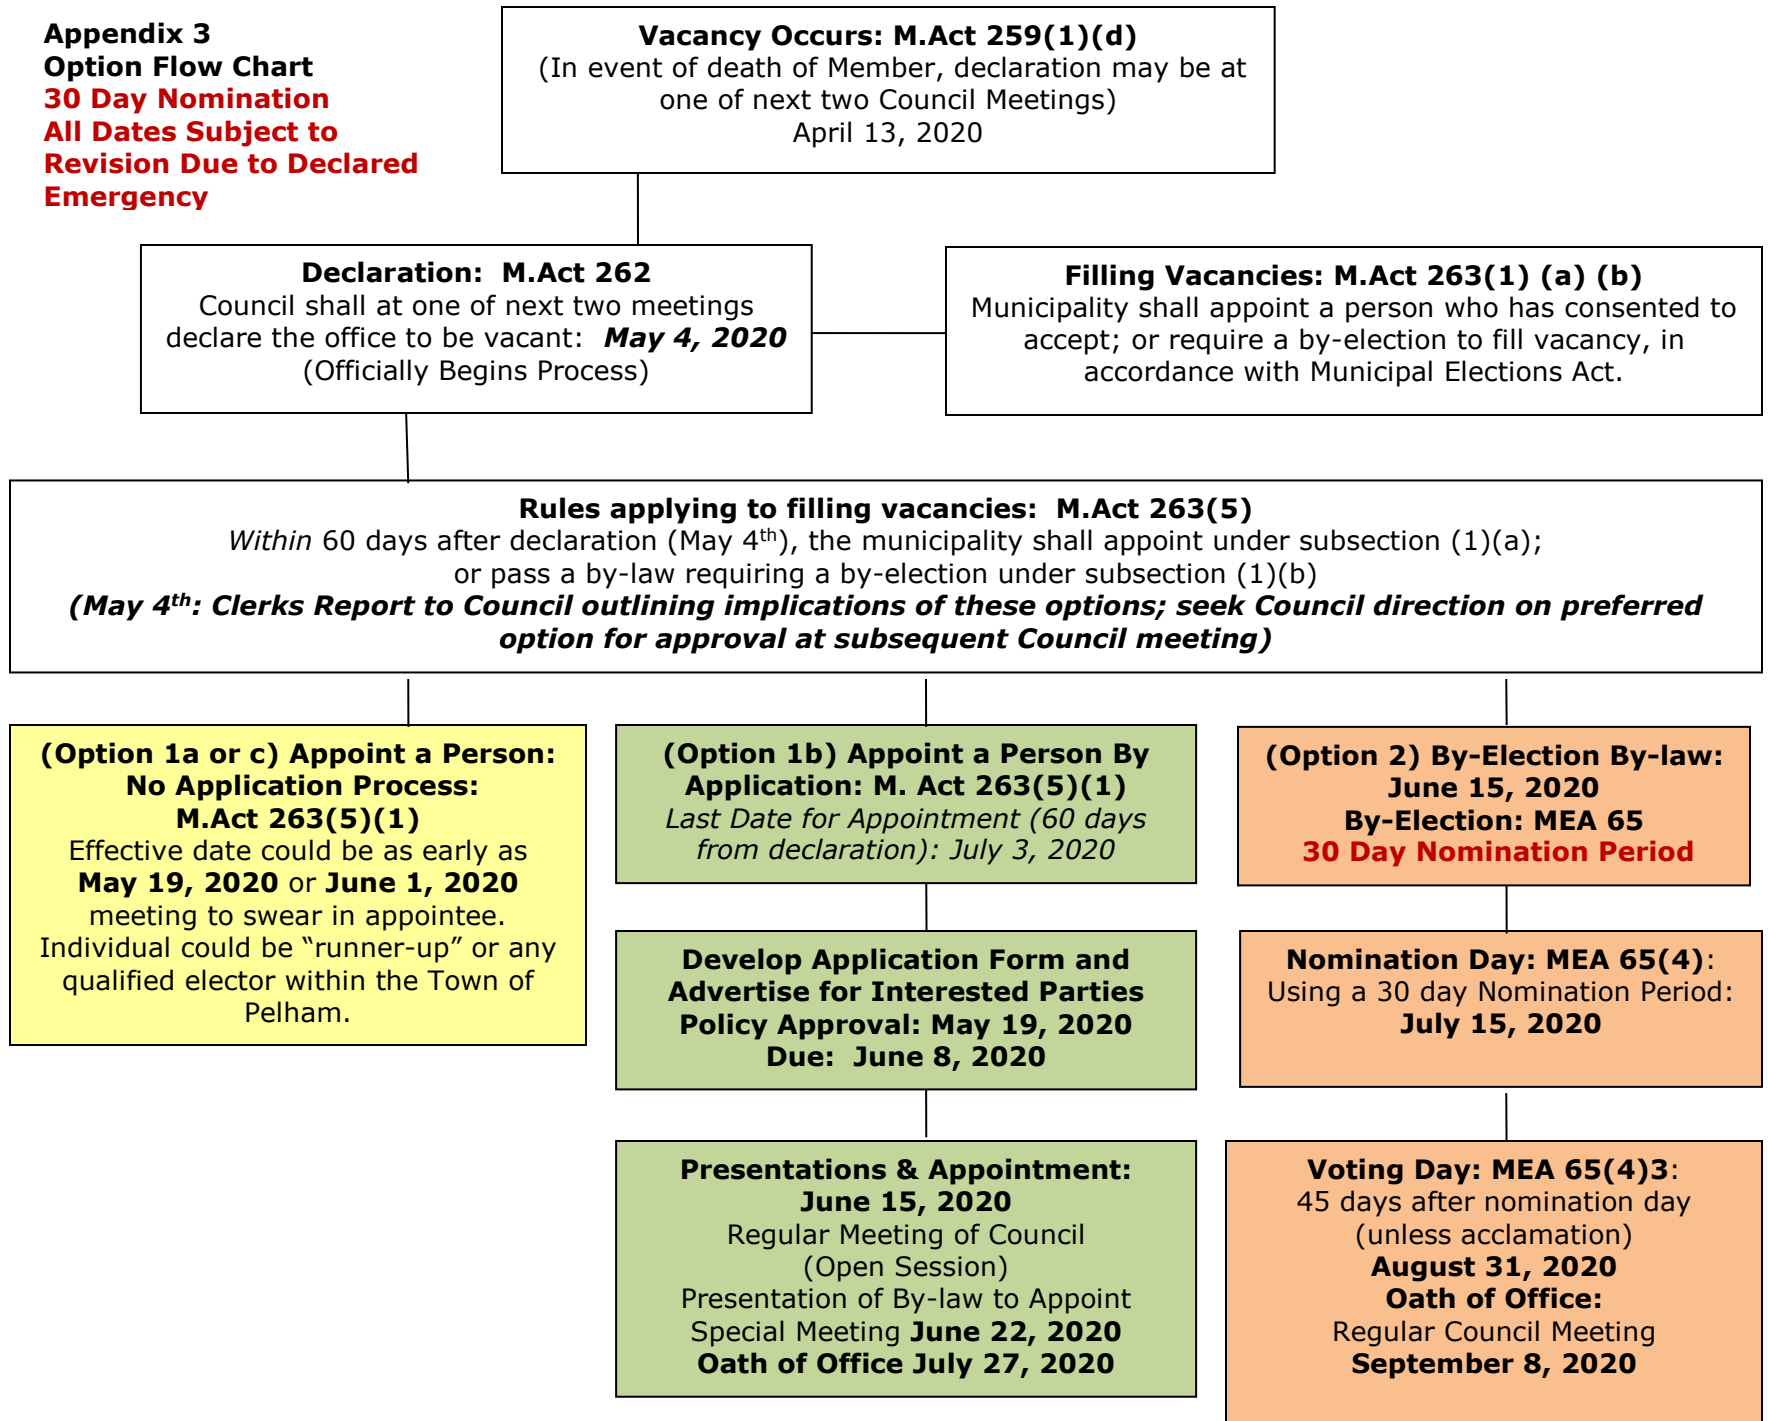 Appendix 3
Option Flow Chart
30 Day Nomination
All Dates Subject to
Revision Due to Declared
Emergency
Vacancy Occurs: M.Act 259(1)(d)
(In event of death of Member, declaration may be at
one of next two Council Meetings)
April 13, 2020
Declaration: M.Act 262
Council shall at one of next two meetings
declare the office to be vacant: May 4, 2020
(Officially Begins Process)
Filling Vacancies: M.Act 263(1) (a) (b)
Municipality shall appoint a person who has consented to
accept; or require a by-election to fill vacancy, in
accordance with Municipal Elections Act.
Rules applying to filling vacancies: M.Act 263(5)
Within 60 days after declaration (May 4th), the municipality shall appoint under subsection (1)(a);
or pass a by-law requiring a by-election under subsection (1)(b)
(May 4th: Clerks Report to Council outlining implications of these options; seek Council direction on preferred
option for approval at subsequent Council meeting)
(Option 1a or c) Appoint a Person:
No Application Process:
M.Act 263(5)(1)
Effective date could be as early as
May 19, 2020 or June 1, 2020
meeting to swear in appointee.
Individual could be “runner-up” or any
qualified elector within the Town of
Pelham.
(Option 1b) Appoint a Person By
Application: M. Act 263(5)(1)
Last Date for Appointment (60 days
from declaration): July 3, 2020
Develop Application Form and
Advertise for Interested Parties
Policy Approval: May 19, 2020
Due: June 8, 2020
Presentations & Appointment:
June 15, 2020
Regular Meeting of Council
(Open Session)
Presentation of By-law to Appoint
Special Meeting June 22, 2020
Oath of Office July 27, 2020
(Option 2) By-Election By-law:
June 15, 2020
By-Election: MEA 65
30 Day Nomination Period
Nomination Day: MEA 65(4):
Using a 30 day Nomination Period:
July 15, 2020
Voting Day: MEA 65(4)3:
45 days after nomination day
(unless acclamation)
August 31, 2020
Oath of Office:
Regular Council Meeting
September 8, 2020